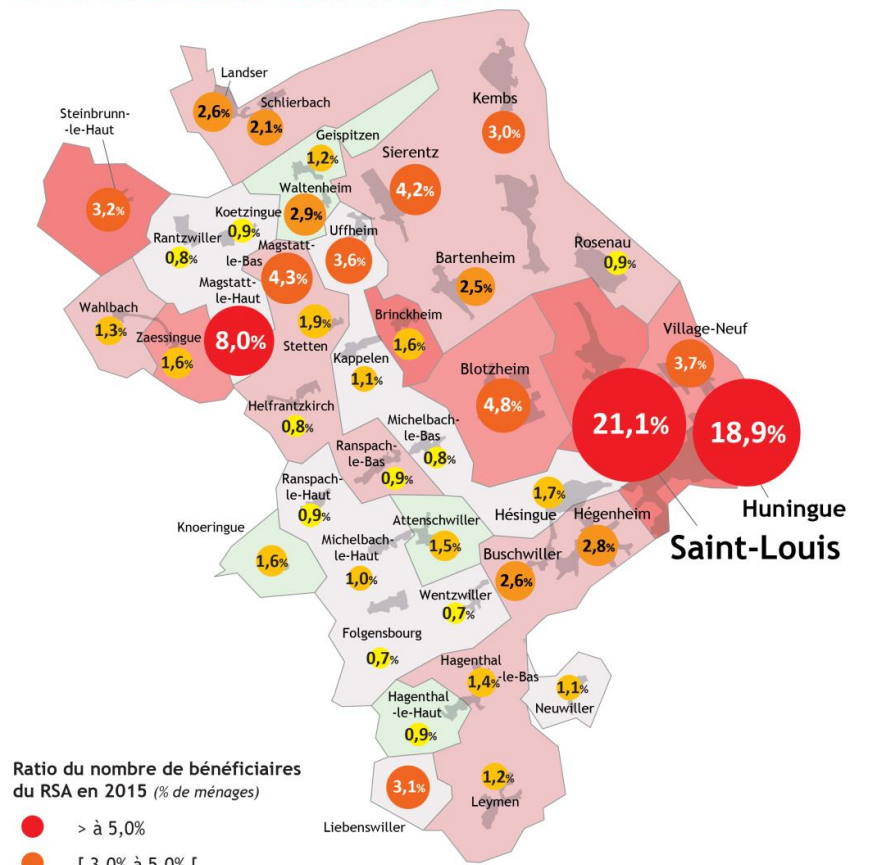 Landser
2,6%
Schlierbach
2,1%
Kembs
3,0%
Steinbrunn-
-le-Haut
3,2%
Geispitzen
1,2%
Sierentz
4,2%
Waltenheim
2,9%
Koetzingue
0,9%
Rantzwiller
0,8%
Uffheim
3,6%
Magstatt-
le-Bas
4,3%
Rosenau
0,9%
Bartenheim
2,5%
Magstatt-
le-Haut
8,0%
Wahlbach
1,3%
Zaessingue
1,6%
1,9%
Stetten
Brinckheim
1,6%
Village-Neuf
3,7%
Kappelen
1,1%
Blotzheim
4,8%
21,1%
18,9%
Helfrantzkirch
0,8%
Michelbach-
le-Bas
0,8%
Ranspach-
le-Bas
0,9%
Ranspach-
le-Haut
0,9%
1,7%
Hésingue
Hégenheim
2,8%
Huningue
Saint-Louis
Knoeringue
1,6%
Attenschwiller
1,5%
Michelbach-
le-Haut
1,0%
Buschwiller
2,6%
Wentzwiller
0,7%
Folgensbourg
0,7%
Hagenthal
-le-Bas
1,4%
1,1%
Neuwiller
Hagenthal
-le-Haut
0,9%
3,1%
Liebenswiller
1,2%
Leymen
Ratio du nombre de bénéficiaires
du RSA en 2015 (% de ménages)
> à 5,0%
[ 3,0% à 5,0% [